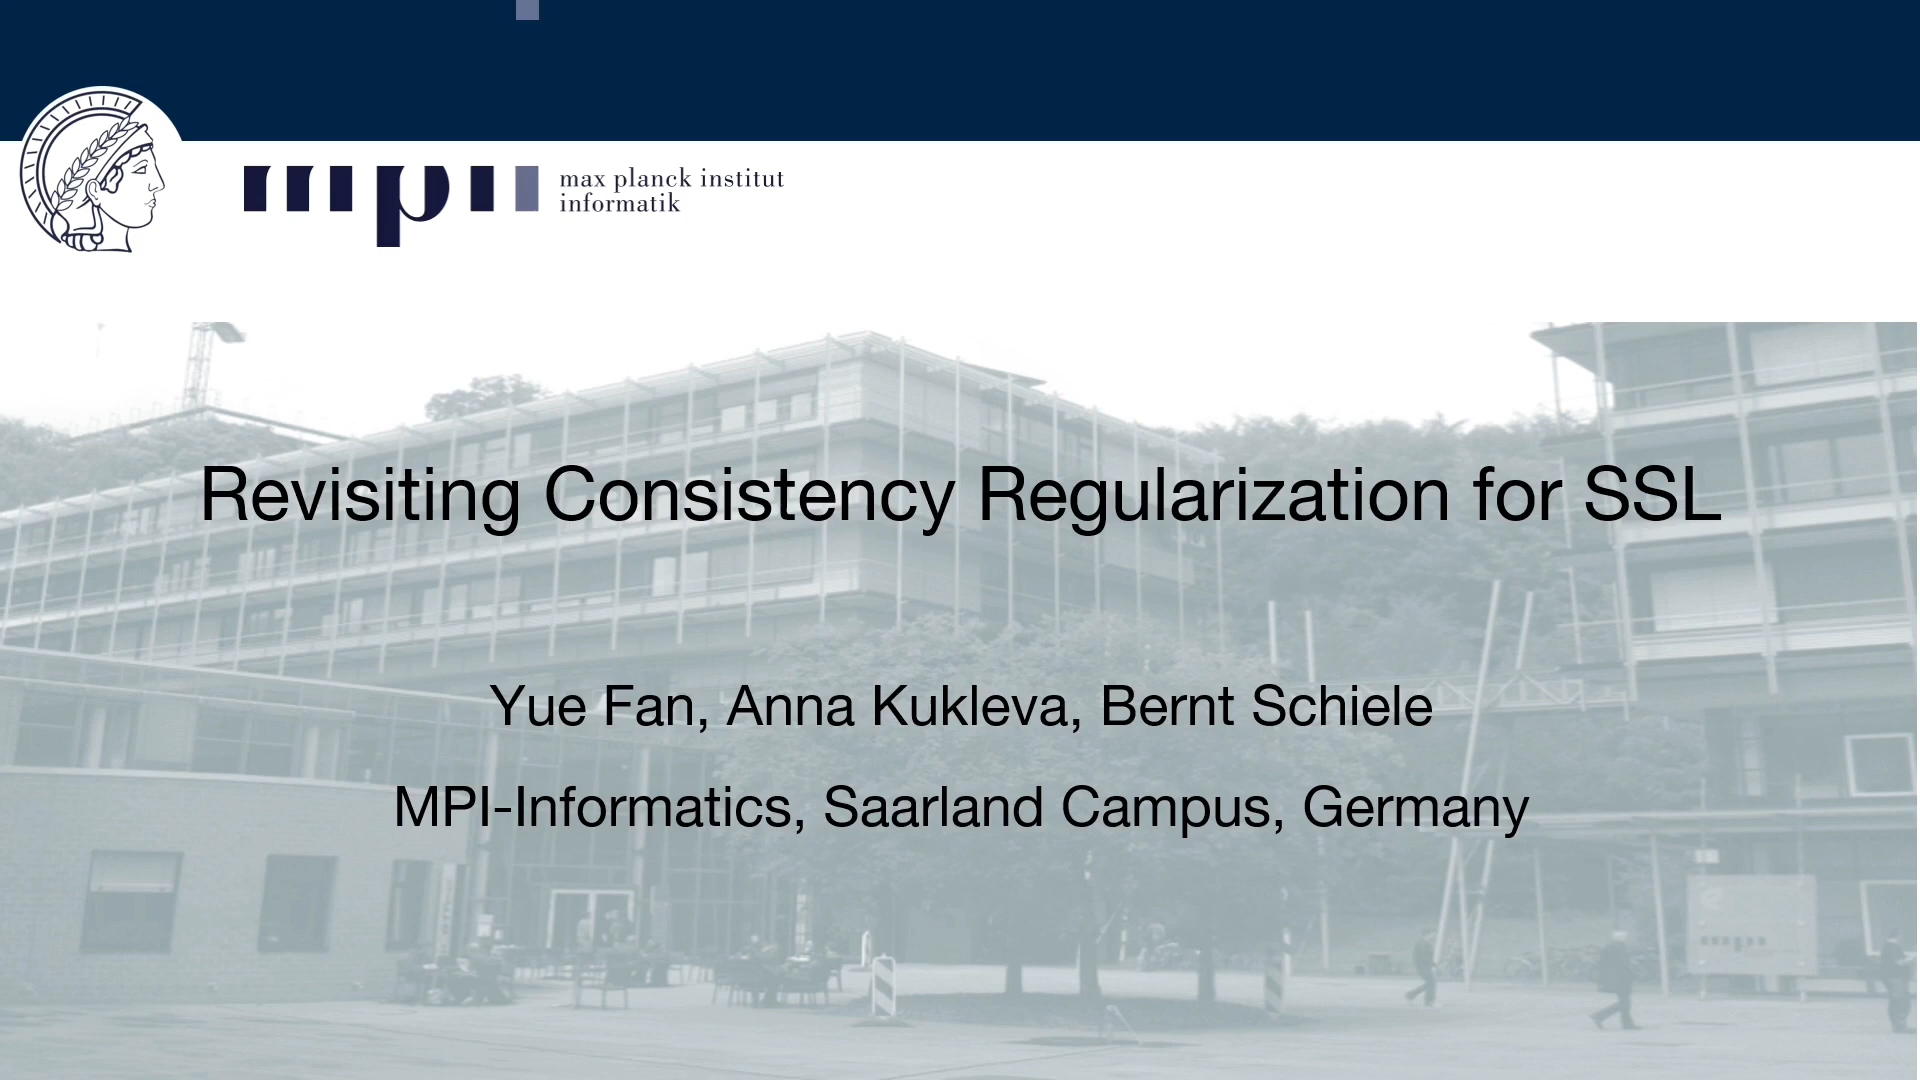 mpii
max planck institut
informatik
Revisiting Consistency Regularization for SSL
Yue Fan, Anna Kukleva, Bernt Schiele
MPI-Informatics, Saarland Campus, Germany